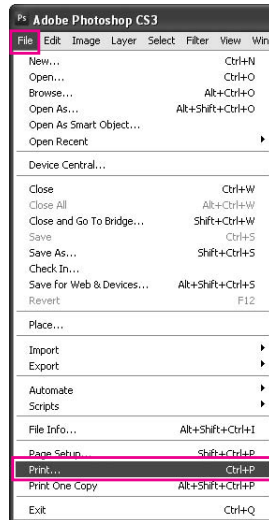 Ps Adobe Photoshop CS3
File Edit Image Layer Select Filter View Win
New... Ctrl+N
Open... Ctrl+O
Browse... Alt+Ctrl+O
Open As... Alt+Shift+Ctrl+O
Open As Smart Object...
Open Recent
Device Central...
Close Ctrl+W
Close All Alt+Ctrl+W
Close and Go To Bridge... Shift+Ctrl+W
Save Ctrl+S
Save As... Shift+Ctrl+S
Check In...
Save for Web & Devices... Alt+Shift+Ctrl+S
Revert F12
Place...
Import
Export
Automate
Scripts
File Info... Alt+Shift+Ctrl+I
Page Setup... Shift+Ctrl+P
Print... Ctrl+P
Print One Copy Alt+Shift+Ctrl+P
Exit Ctrl+Q